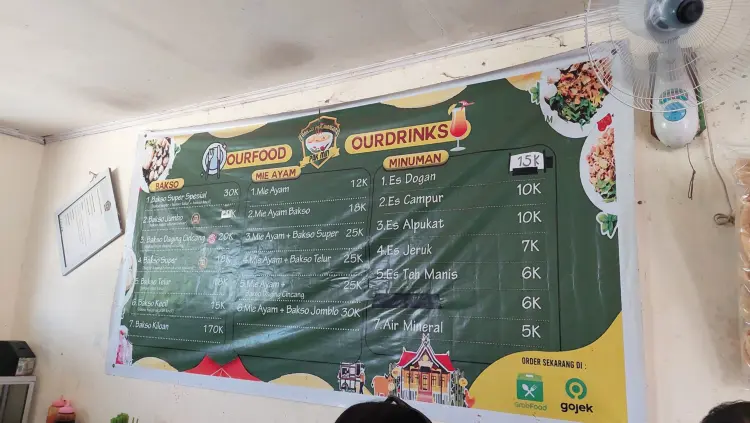 OURFOOD
OURDRINKS
BAKSO
1. Bakso Super Spesial 30K
2. Bakso Jumbo
3. Bakso Daging Cincang
4. Bakso Super
5. Bakso Telur
6. Bakso Kecil 15K
7. Bakso Kiloan 170K
MIE AYAM
1. Mie Ayam 12K
2. Mie Ayam Bakso 18K
3. Mie Ayam + Bakso Super 25K
4. Mie Ayam + Bakso Telur 25K
5. Mie Ayam + 25K
Daging Cincang
6. Mie Ayam + Bakso Jomblo 30K
MINUMAN
1. Es Dogan 15K
2. Es Campur 10K
3. Es Alpukat 10K
4. Es Jeruk 7K
5. Es Teh Manis 6K
6K
7. Air Mineral 5K
ORDER SEKARANG DI :
GrabFood
gojek